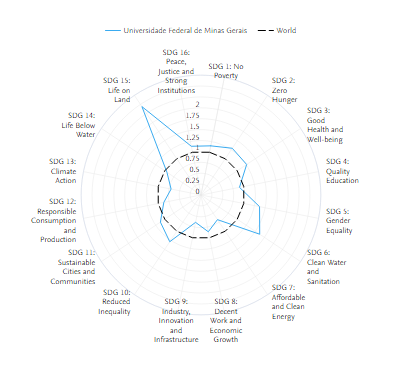 Universidade Federal de Minas Gerais
World
SDG 16:
Peace,
Justice and
Strong
Institutions
SDG 1: No
Poverty
SDG 2:
Zero
Hunger
SDG 3:
Good
Health and
Well-being
SDG 4:
Quality
Education
SDG 5:
Gender
Equality
SDG 6:
Clean Water
and
Sanitation
SDG 7:
Affordable
and Clean
Energy
SDG 8:
Decent
Work and
Economic
Growth
SDG 9:
Industry,
Innovation
and
Infrastructure
SDG 10:
Reduced
Inequality
SDG 11:
Sustainable
Cities and
Communities
SDG 12:
Responsible
Consumption
and
Production
SDG 13:
Climate
Action
SDG 14:
Life Below
Water
SDG 15:
Life on
Land
2
1.75
1.5
1.25
1
0.75
0.5
0.25
0